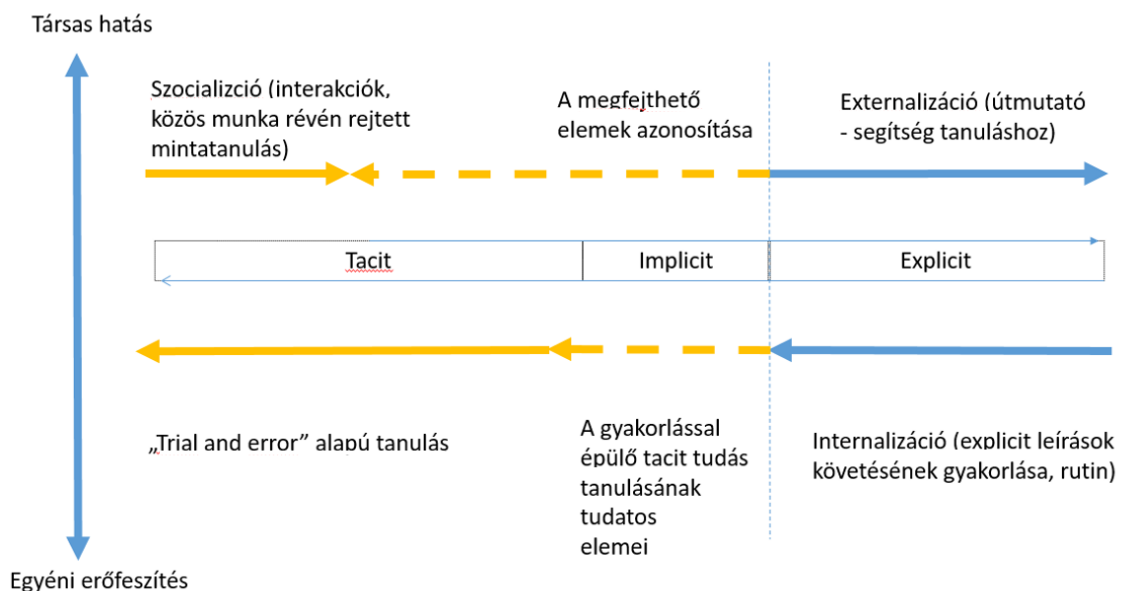 Társas hatás
Szocializció (interakciók,
közös munka révén rejtett
mintatanulás)
A megfejthető
elemek azonosítása
Externalizáció (útmutató
- segítség tanuláshoz)
Tacit
Implicit
Explicit
„Trial and error” alapú tanulás
A gyakorlással
épülő tacit tudás
tanulásának
tudatos
elemei
Internalizáció (explicit leírások
követésének gyakorlása, rutin)
Egyéni erőfeszítés